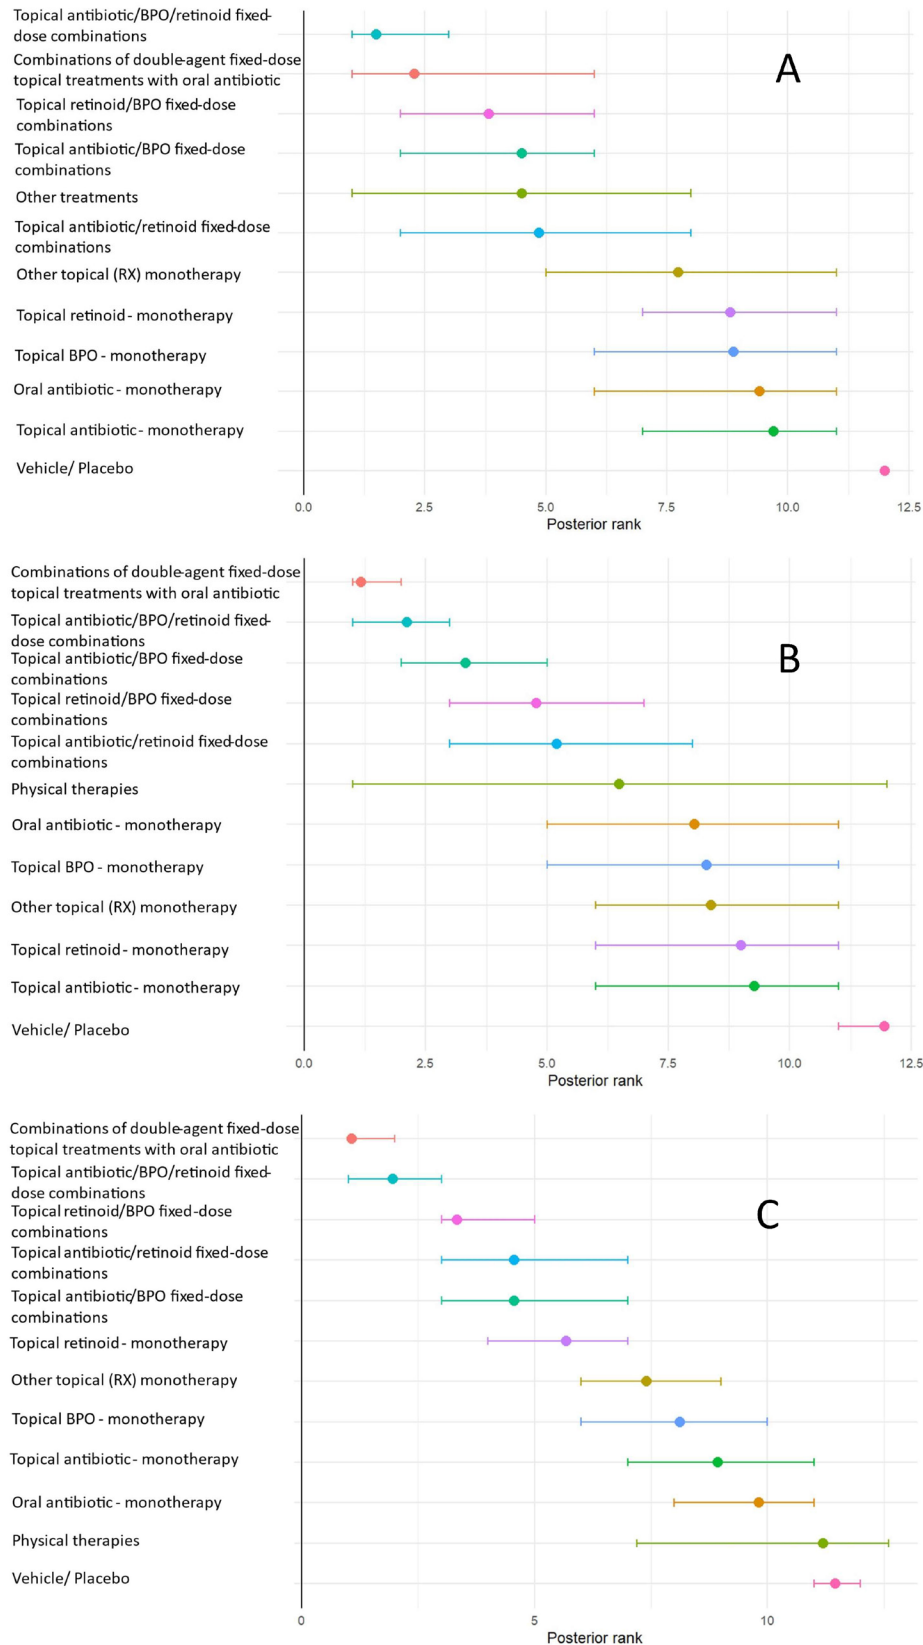 Topical antibiotic/BPO/retinoid fixed-
dose combinations
Combinations of double-agent fixed-dose
topical treatments with oral antibiotic
Topical retinoid/BPO fixed-dose
combinations
Topical antibiotic/BPO fixed-dose
combinations
Other treatments
Topical antibiotic/retinoid fixed-dose
combinations
Other topical (RX) monotherapy
Topical retinoid - monotherapy
Topical BPO - monotherapy
Oral antibiotic - monotherapy
Topical antibiotic - monotherapy
Vehicle/ Placebo
A
0.0 2.5 5.0 7.5 10.0 12.5
Posterior rank
Combinations of double-agent fixed-dose
topical treatments with oral antibiotic
Topical antibiotic/BPO/retinoid fixed-
dose combinations
Topical antibiotic/BPO fixed-dose
combinations
Topical retinoid/BPO fixed-dose
combinations
Topical antibiotic/retinoid fixed-dose
combinations
Physical therapies
Oral antibiotic - monotherapy
Topical BPO - monotherapy
Other topical (RX) monotherapy
Topical retinoid - monotherapy
Topical antibiotic - monotherapy
Vehicle/ Placebo
B
0.0 2.5 5.0 7.5 10.0 12.5
Posterior rank
Combinations of double-agent fixed-dose
topical treatments with oral antibiotic
Topical antibiotic/BPO/retinoid fixed-
dose combinations
Topical retinoid/BPO fixed-dose
combinations
Topical antibiotic/retinoid fixed-dose
combinations
Topical antibiotic/BPO fixed-dose
combinations
Topical retinoid - monotherapy
Other topical (RX) monotherapy
Topical BPO - monotherapy
Topical antibiotic - monotherapy
Oral antibiotic - monotherapy
Physical therapies
Vehicle/ Placebo
C
0 5 10
Posterior rank